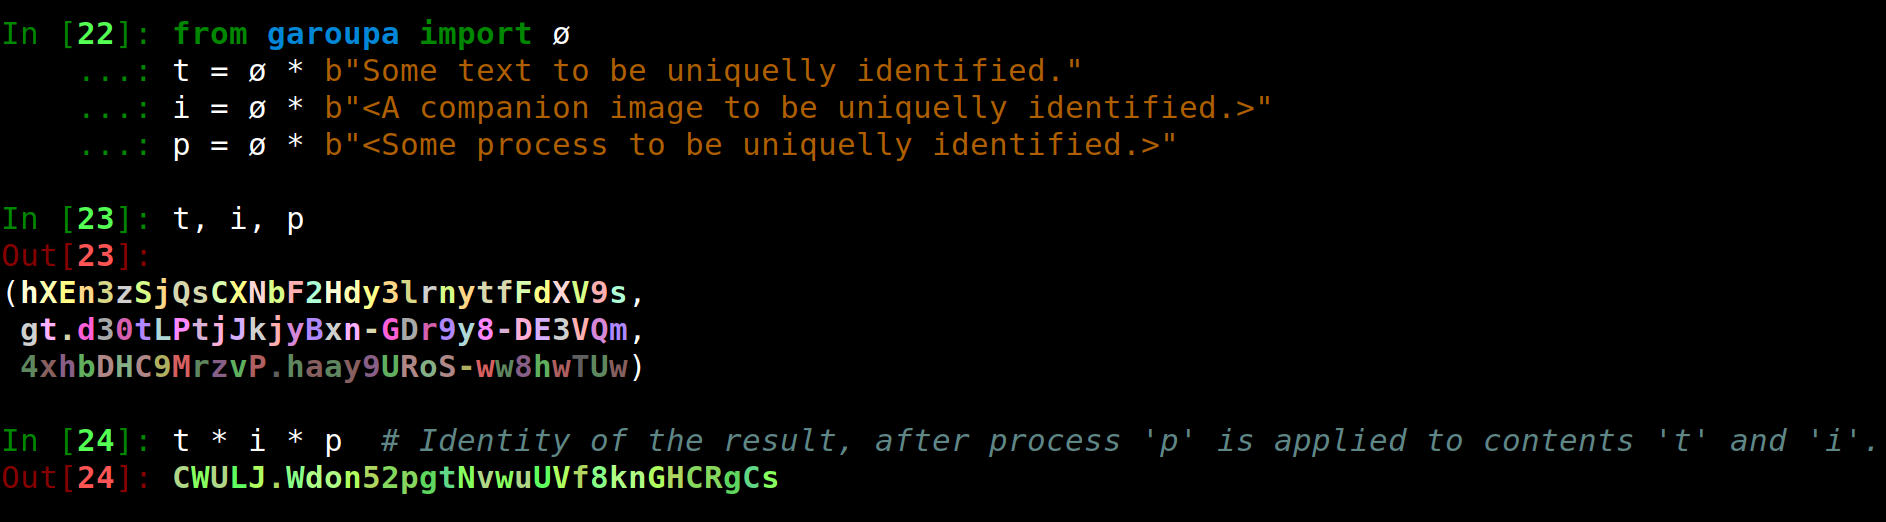 In [22]: from garoupa import ø
    ...: t = ø * b"Some text to be uniquelly identified."
    ...: i = ø * b"<A companion image to be uniquelly identified.>"
    ...: p = ø * b"<Some process to be uniquelly identified.>"
In [23]: t, i, p
Out[23]:
(hXEn3zSjQsCXNbF2Hdy3lrnytfFdXV9s,
 gt.d30tLPtjJkjyBxn-GDr9y8-DE3VQm,
 4xhbDHC9MrzvP.haay9URoS-ww8hwTUw)
In [24]: t * i * p  # Identity of the result, after process 'p' is applied to contents 't' and 'i'.
Out[24]: CWULJ.Wdon52pgtNvwuUVf8knGHCRgCs